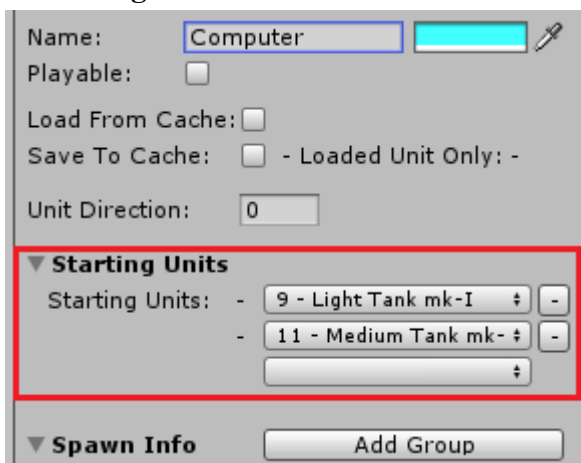 Name: Computer
Playable:
Load From Cache:
Save To Cache: - Loaded Unit Only: -
Unit Direction: 0
Starting Units
Starting Units: - 9 - Light Tank mk-I -
- 11 - Medium Tank mk- -
Spawn Info Add Group